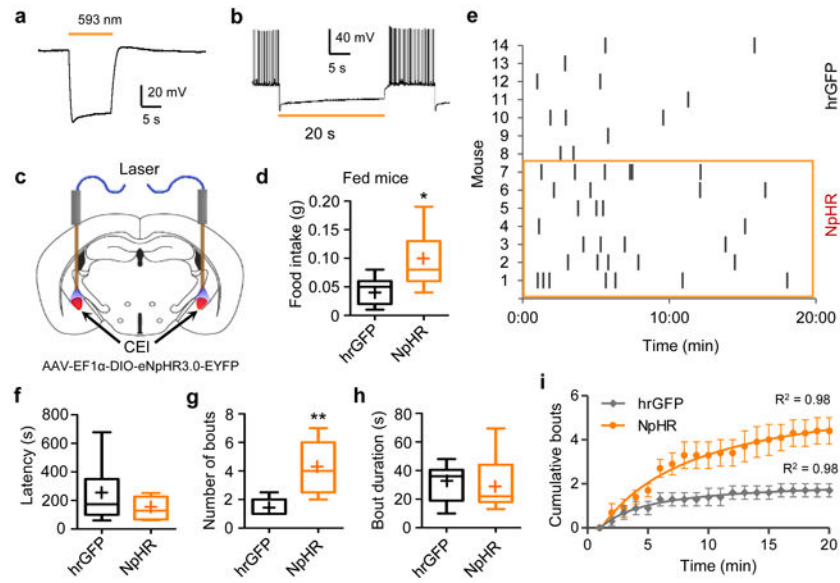 a
593 nm
20 mV
5 s
b
40 mV
5 s
20 s
c
Laser
CEl
AAV-EF1α-DIO-eNpHR3.0-EYFP
d
Fed mice
Food intake (g)
0.20
0.15
0.10
0.05
0.0
*
hrGFP
NpHR
e
Mouse
14
13
12
11
10
9
8
7
6
5
4
3
2
1
hrGFP
NpHR
0:00
10:00
20:00
Time (min)
f
Latency (s)
800
600
400
200
0
hrGFP
NpHR
g
Number of bouts
8
6
4
2
0
**
hrGFP
NpHR
h
Bout duration (s)
80
60
40
20
0
hrGFP
NpHR
i
Cumulative bouts
6
4
2
0
hrGFP
NpHR
R² = 0.98
R² = 0.98
0
5
10
15
20
Time (min)